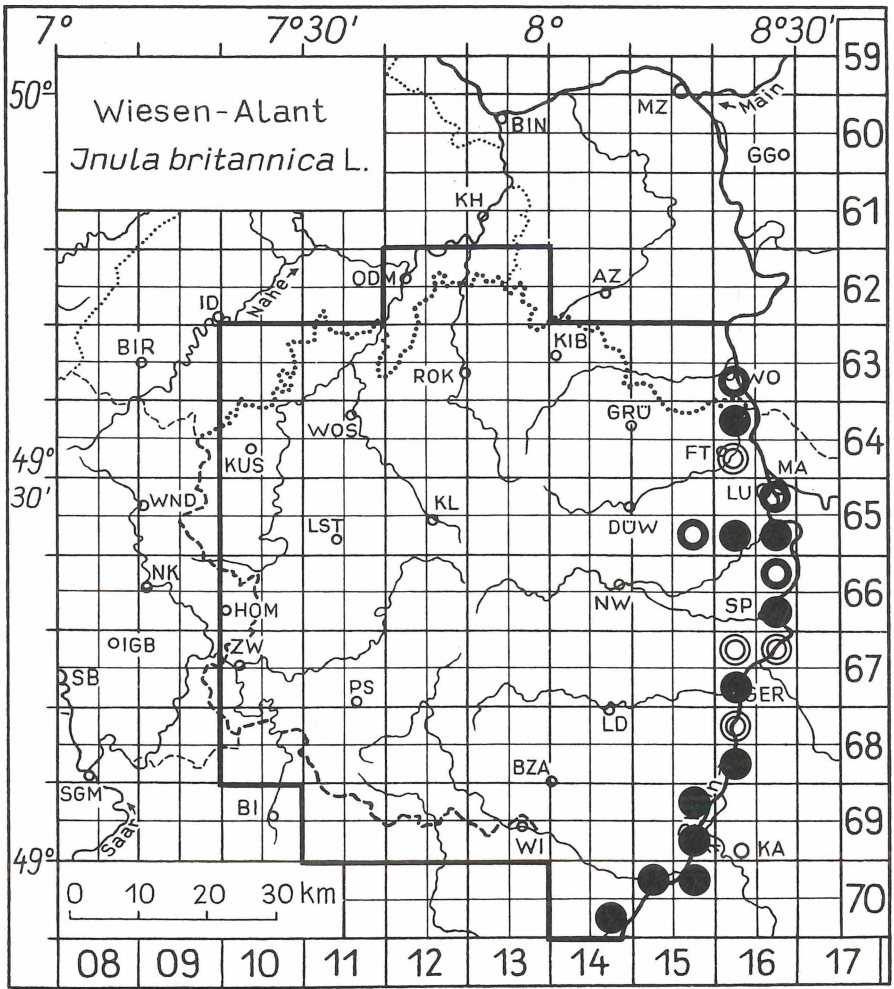 7° 7°30' 8° 8°30'
59
50°
Wiesen-Alant
Inula britannica L.
MZ
Main
BIN
60
GG
KH
61
ODM
AZ
62
Nahe
ID
KIB
BIR
ROK
WO
63
GRÜ
WOS
64
49°
30'
KUS
FT
MA
LU
WND
KL
LST
DÜW
65
NK
HOM
NW
SP
66
IGB
ZW
67
SB
PS
GER
LD
68
BZA
SGM
BI
Saar
WI
KA
69
49°
0 10 20 30 km
70
08 09 10 11 12 13 14 15 16 17